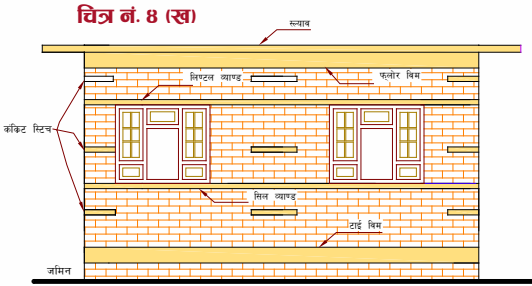 चित्र नं. ४ (ख)
स्ल्याब
लिण्टल ब्याण्ड
फ्लोर बिम
कंक्रिट स्टिच
सिल ब्याण्ड
टाई बिम
जमिन